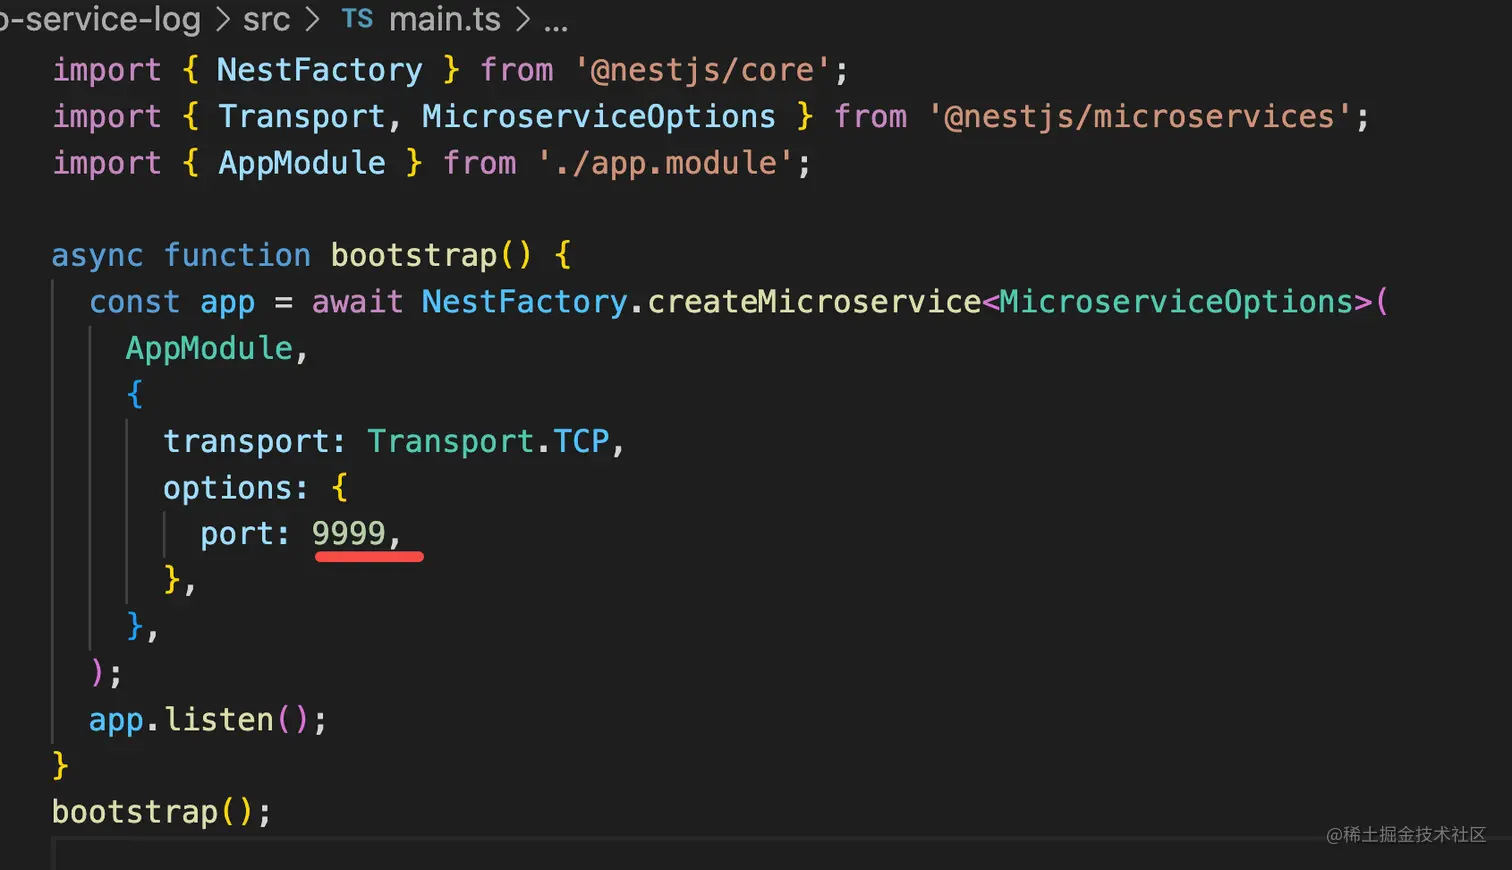 o-service-log > src > TS main.ts > ...
import { NestFactory } from '@nestjs/core';
import { Transport, MicroserviceOptions } from '@nestjs/microservices';
import { AppModule } from './app.module';
async function bootstrap() {
const app = await NestFactory.createMicroservice<MicroserviceOptions>(
AppModule,
{
transport: Transport.TCP,
options: {
port: 9999,
},
},
);
app.listen();
}
bootstrap();
@稀土掘金技术社区